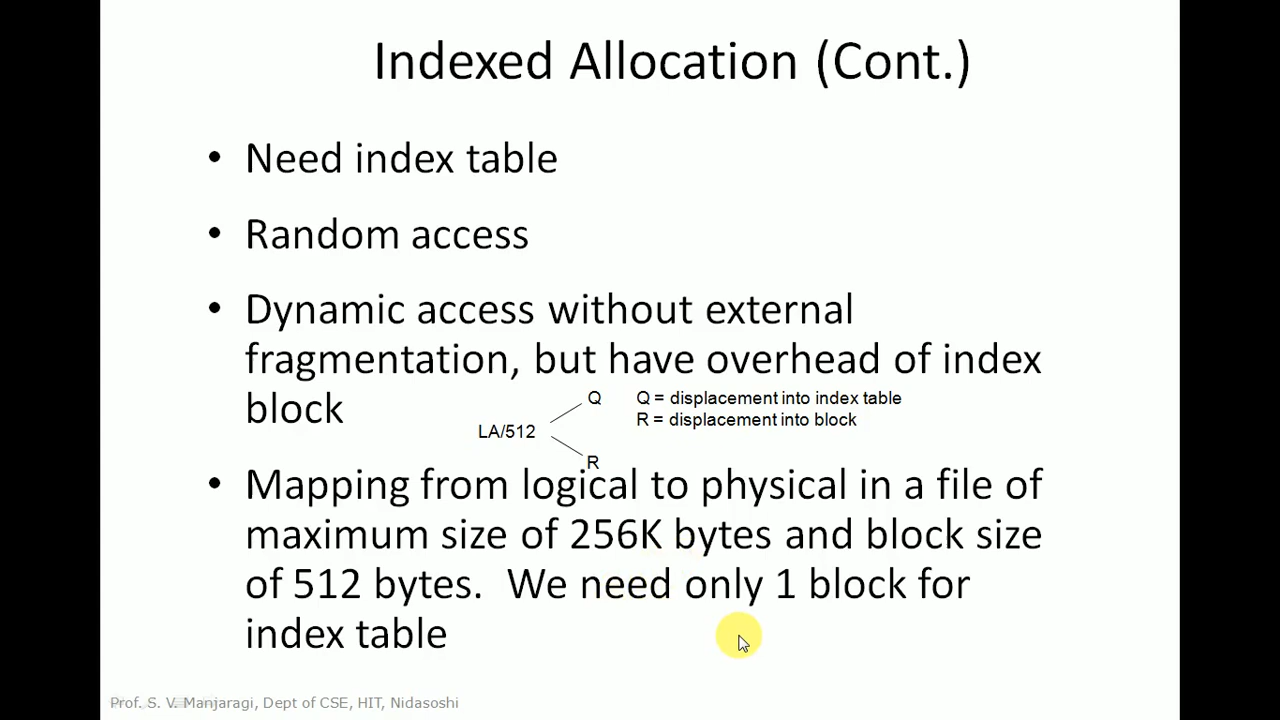 Indexed Allocation (Cont.)
• Need index table
• Random access
• Dynamic access without external
fragmentation, but have overhead of index
block
Q    Q = displacement into index table
R = displacement into block
LA/512
R
• Mapping from logical to physical in a file of
maximum size of 256K bytes and block size
of 512 bytes.  We need only 1 block for
index table
Prof. S. V. Manjaragi, Dept of CSE, HIT, Nidasoshi